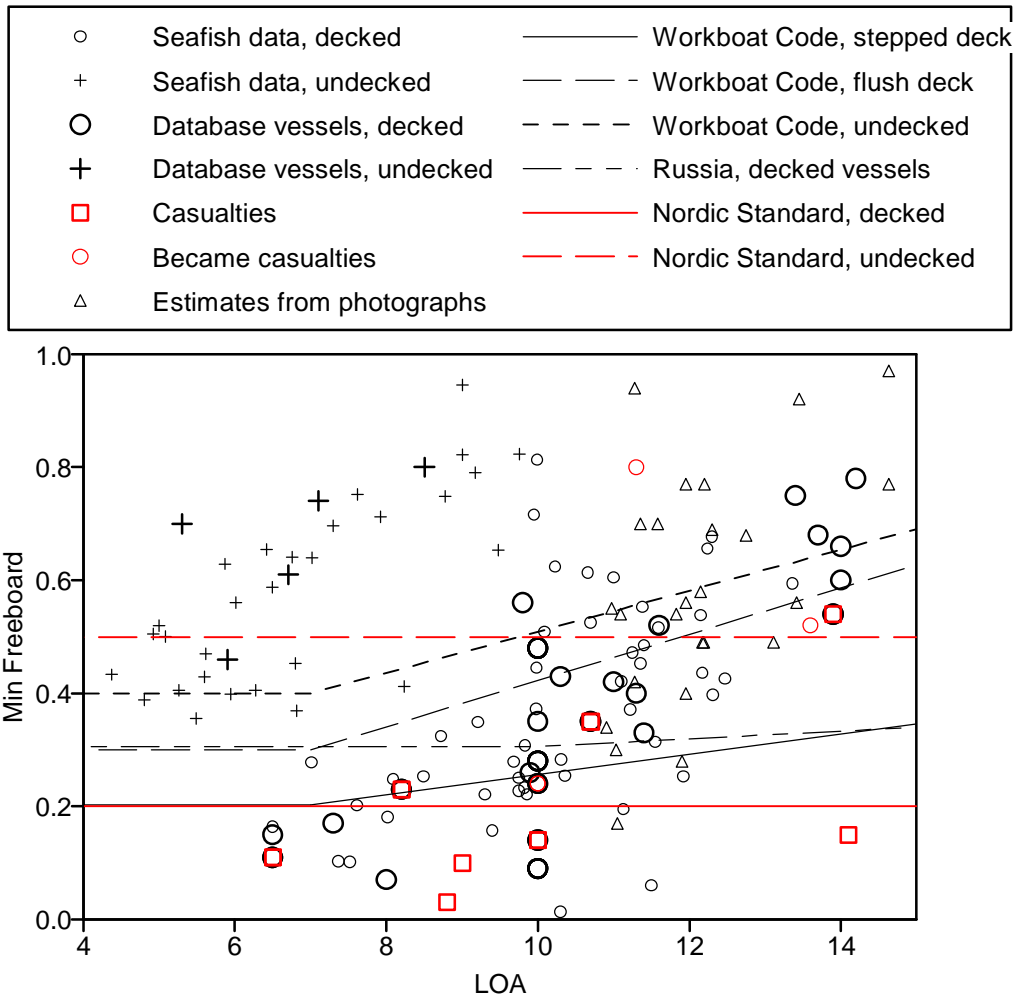 Seafish data, decked
Seafish data, undecked
Database vessels, decked
Database vessels, undecked
Casualties
Became casualties
Estimates from photographs
Workboat Code, stepped deck
Workboat Code, flush deck
Workboat Code, undecked
Russia, decked vessels
Nordic Standard, decked
Nordic Standard, undecked
1.0
0.8
0.6
0.4
0.2
0.0
Min Freeboard
4 6 8 10 12 14
LOA